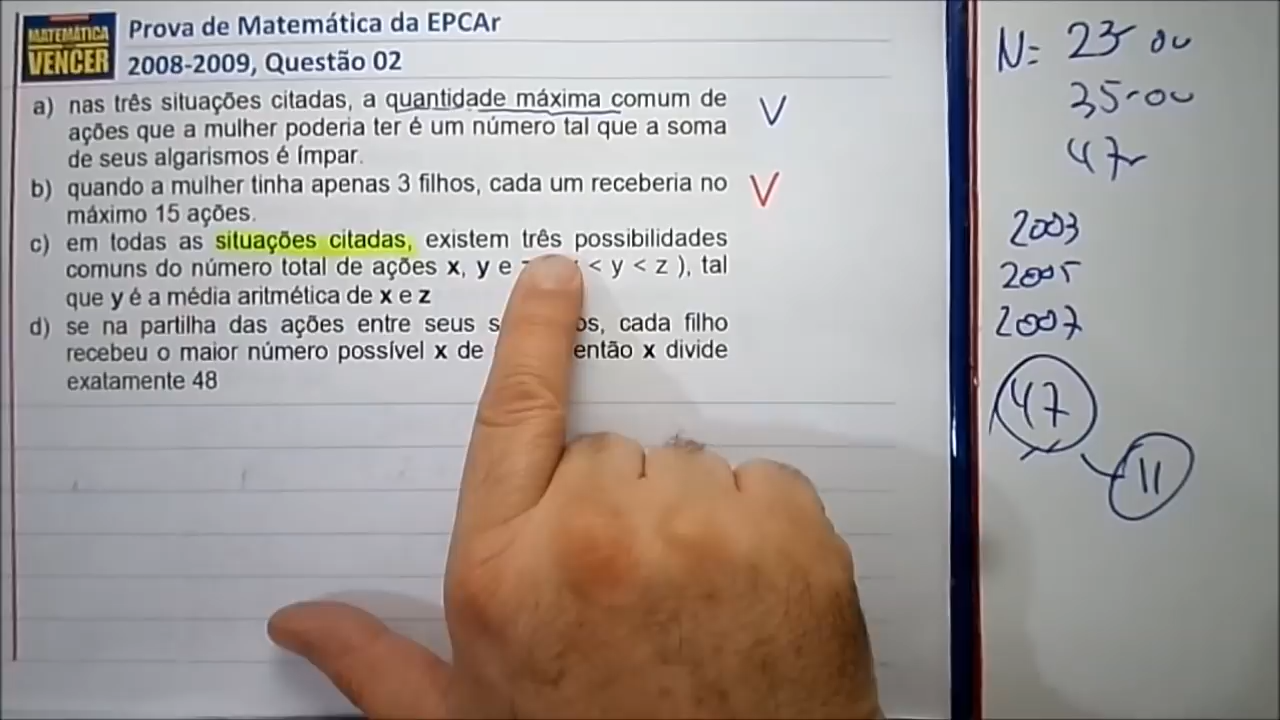 MATEMÁTICA
VENCER
Prova de Matemática da EPCAr
2008-2009, Questão 02
a) nas três situações citadas, a quantidade máxima comum de V
ações que a mulher poderia ter é um número tal que a soma
de seus algarismos é ímpar.
b) quando a mulher tinha apenas 3 filhos, cada um receberia no V
máximo 15 ações.
c) em todas as situações citadas, existem três possibilidades
comuns do número total de ações x, y e < y < z ), tal
que y é a média aritmética de x e z
d) se na partilha das ações entre seus cada filho
recebeu o maior número possível x de então x divide
exatamente 48
N= 23 ou
35 ou
47
2003
2005
2007
47
11